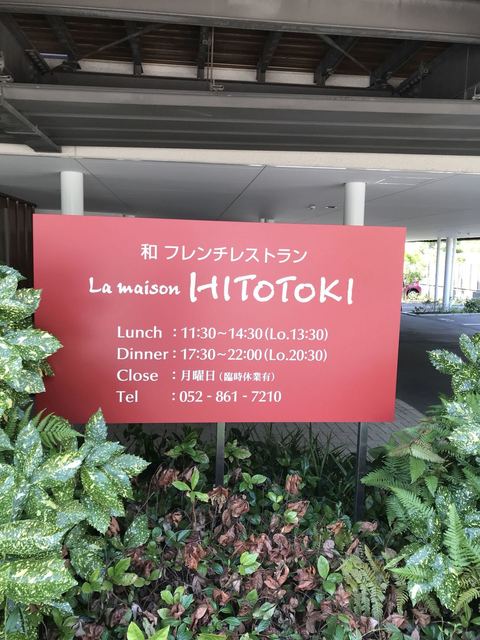 和 フレンチレストラン
La maison HITOTOKI
Lunch : 11:30~14:30(Lo.13:30)
Dinner : 17:30~22:00(Lo.20:30)
Close : 月曜日(臨時休業有)
Tel : 052 - 861 - 7210